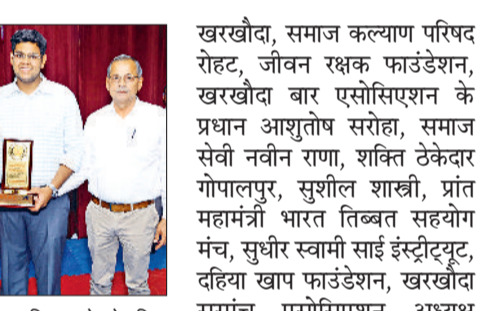 खरखौदा, समाज कल्याण परिषद
रोहट, जीवन रक्षक फाउंडेशन,
खरखौदा बार एसोसिएशन के
प्रधान आशुतोष सरोहा, समाज
सेवी नवीन राणा, शक्ति ठेकेदार
गोपालपुर, सुशील शास्त्री, प्रांत
महामंत्री भारत तिब्बत सहयोग
मंच, सुधीर स्वामी साई इंस्ट्रीट्यूट,
दहिया खाप फाउंडेशन, खरखौदा